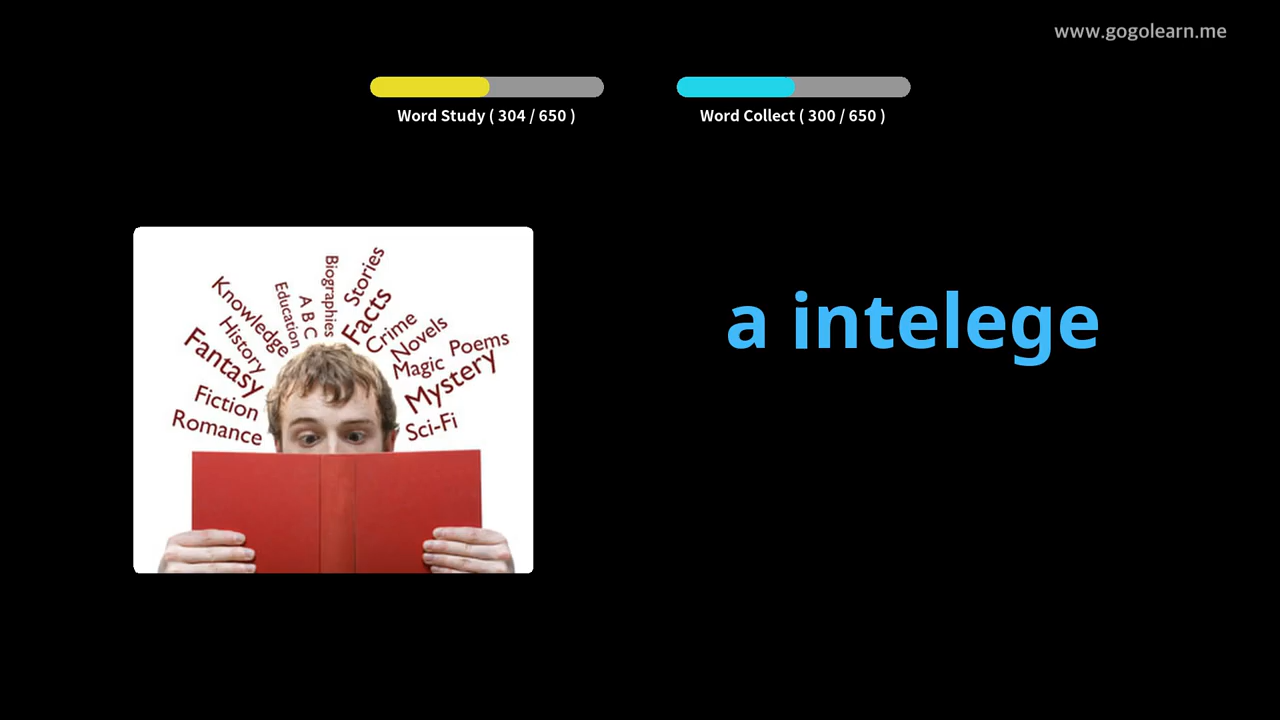 www.gogolearn.me
Word Study ( 304 / 650 )
Word Collect ( 300 / 650 )
a intelege
Romance
Fiction
Fantasy
History
Knowledge
Education
A B C
Biographies
Stories
Facts
Crime
Novels
Magic
Poems
Mystery
Sci-Fi